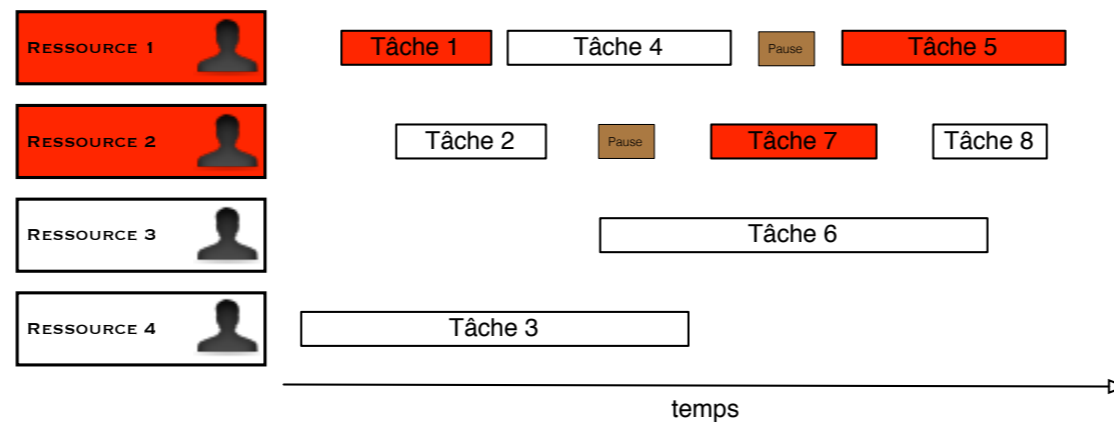 Ressource 1
Tâche 1
Tâche 4
Pause
Tâche 5
Ressource 2
Tâche 2
Pause
Tâche 7
Tâche 8
Ressource 3
Tâche 6
Ressource 4
Tâche 3
temps